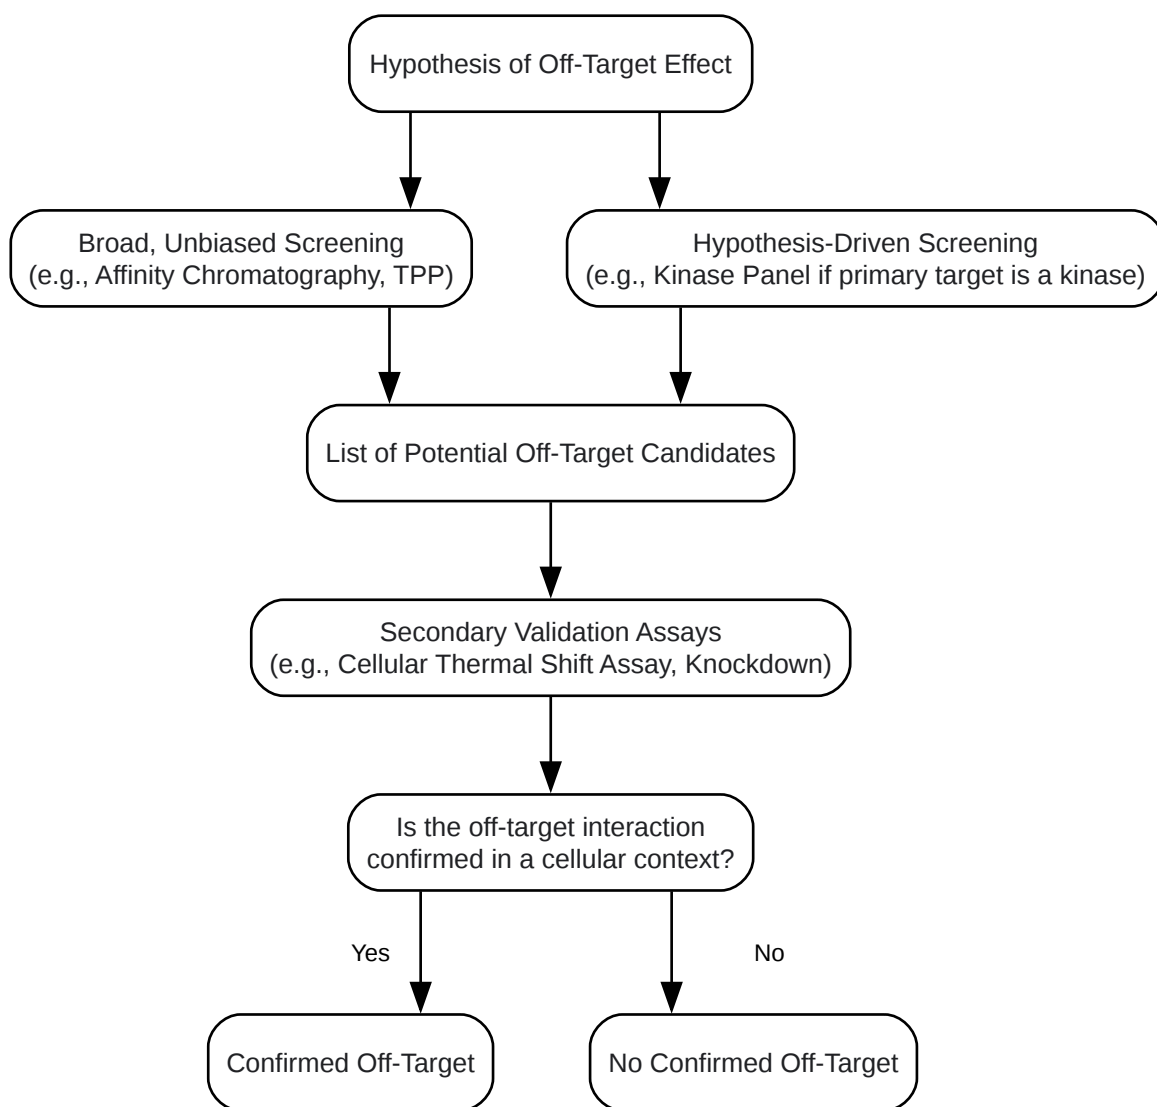 Hypothesis of Off-Target Effect
Broad, Unbiased Screening
(e.g., Affinity Chromatography, TPP)
Hypothesis-Driven Screening
(e.g., Kinase Panel if primary target is a kinase)
List of Potential Off-Target Candidates
Secondary Validation Assays
(e.g., Cellular Thermal Shift Assay, Knockdown)
Is the off-target interaction
confirmed in a cellular context?
Yes
No
Confirmed Off-Target
No Confirmed Off-Target